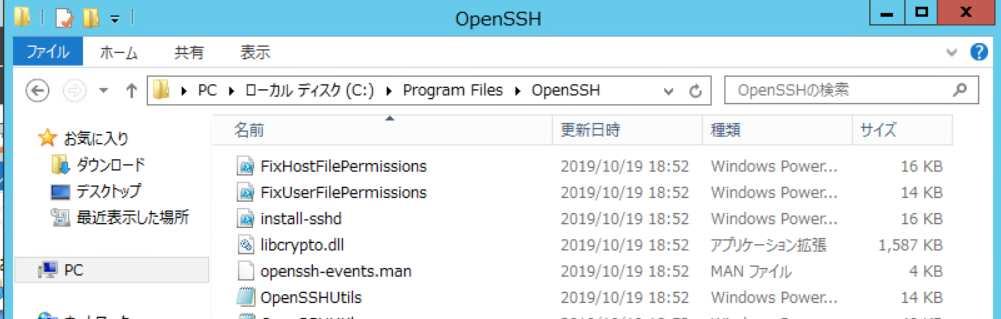 OpenSSH
ファイル ホーム 共有 表示
PC ローカル ディスク (C:) Program Files OpenSSH OpenSSHの検索
お気に入り
ダウンロード
デスクトップ
最近表示した場所
PC
名前 更新日時 種類 サイズ
FixHostFilePermissions 2019/10/19 18:52 Windows Power... 16 KB
FixUserFilePermissions 2019/10/19 18:52 Windows Power... 14 KB
install-sshd 2019/10/19 18:52 Windows Power... 16 KB
libcrypto.dll 2019/10/19 18:52 アプリケーション拡張 1,587 KB
openssh-events.man 2019/10/19 18:52 MAN ファイル 4 KB
OpenSSHUtils 2019/10/19 18:52 Windows Power... 14 KB